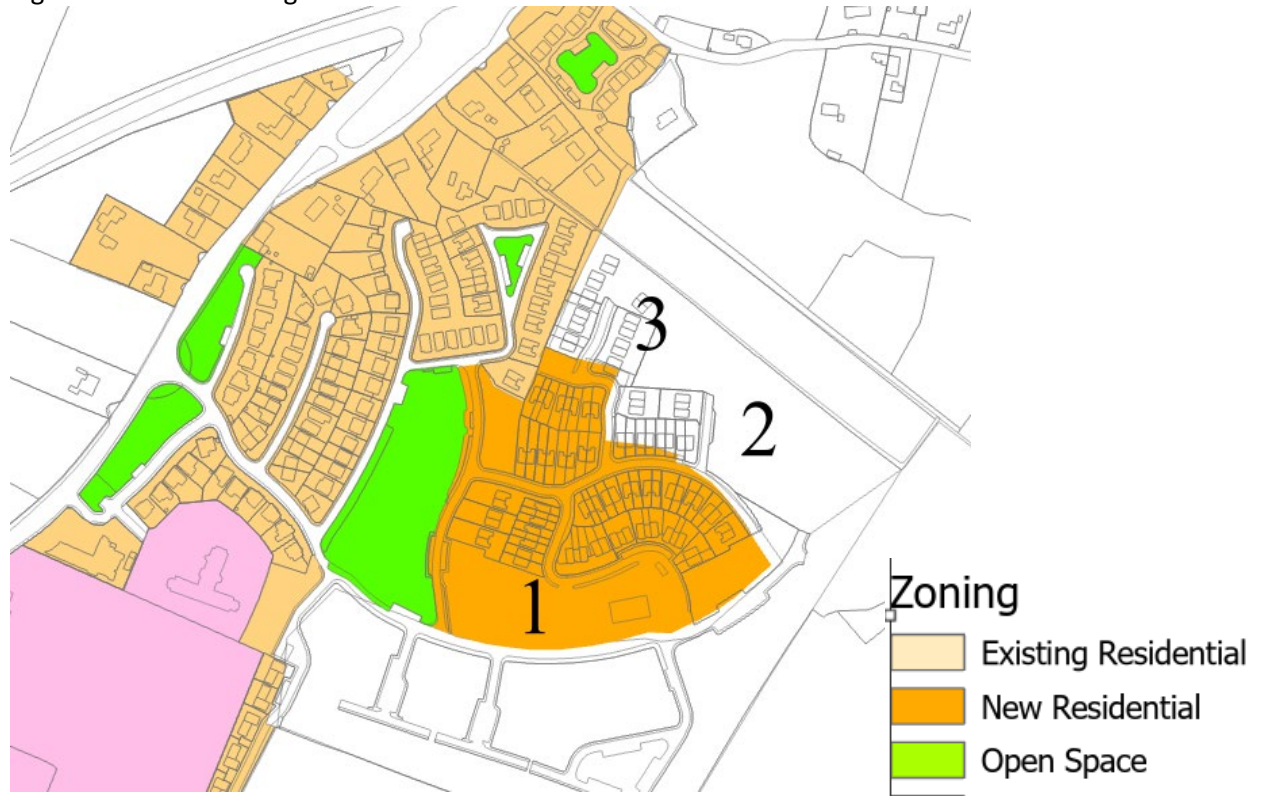 3
2
1
Zoning
Existing Residential
New Residential
Open Space